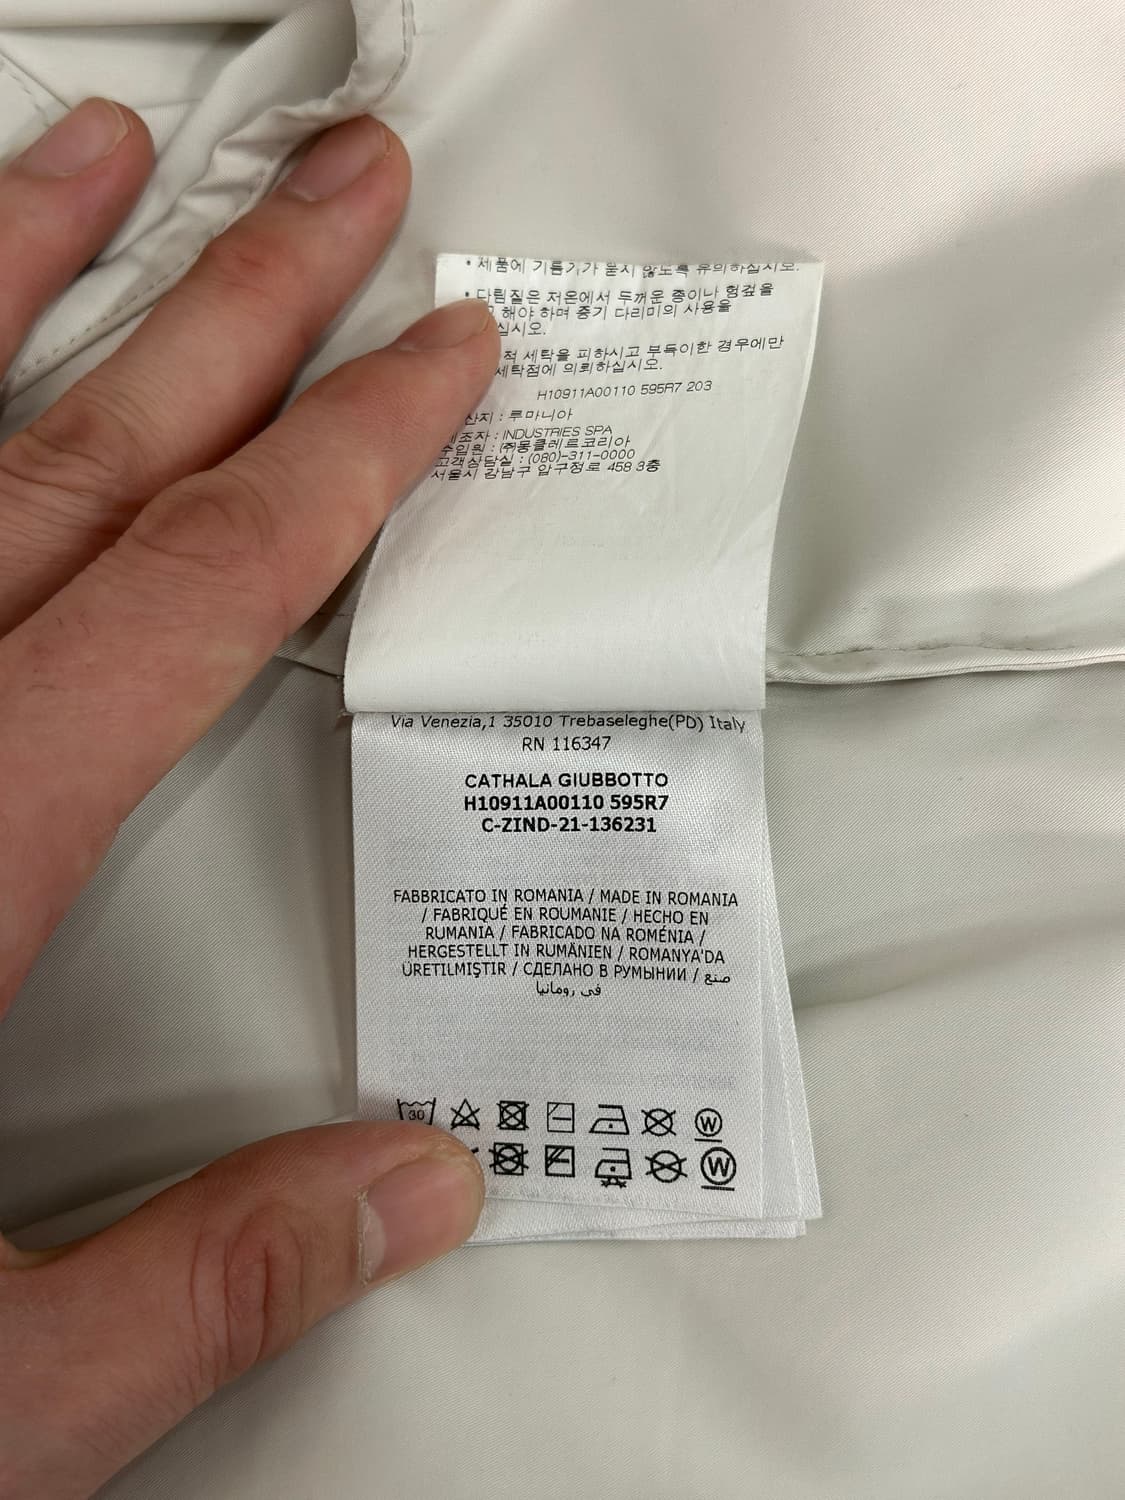 • 제품에 기름기가 묻지 않도록 유의하십시오.
• 다림질은 저온에서 두꺼운 종이나 헝겊을
해야 하며 증기 다리미의 사용을
십시오.
적 세탁을 피하시고 부득이한 경우에만
세탁점에 의뢰하십시오.
H10911A00110 595R7 203
산지 : 루마니아
제조자 : INDUSTRIES SPA
수입원 : (주)몽클레르코리아
고객상담실 : (080)-311-0000
서울시 강남구 압구정로 458 3층
Via Venezia,1 35010 Trebaseleghe(PD) Italy
RN 116347
CATHALA GIUBBOTTO
H10911A00110 595R7
C-ZIND-21-136231
FABBRICATO IN ROMANIA / MADE IN ROMANIA
/ FABRIQUÉ EN ROUMANIE / HECHO EN
RUMANIA / FABRICADO NA ROMÉNIA /
HERGESTELLT IN RUMÄNIEN / ROMANYA'DA
ÜRETILMIŞTIR / СДЕЛАНО В РУМЫНИИ / صنع
في رومانيا
30 W
W